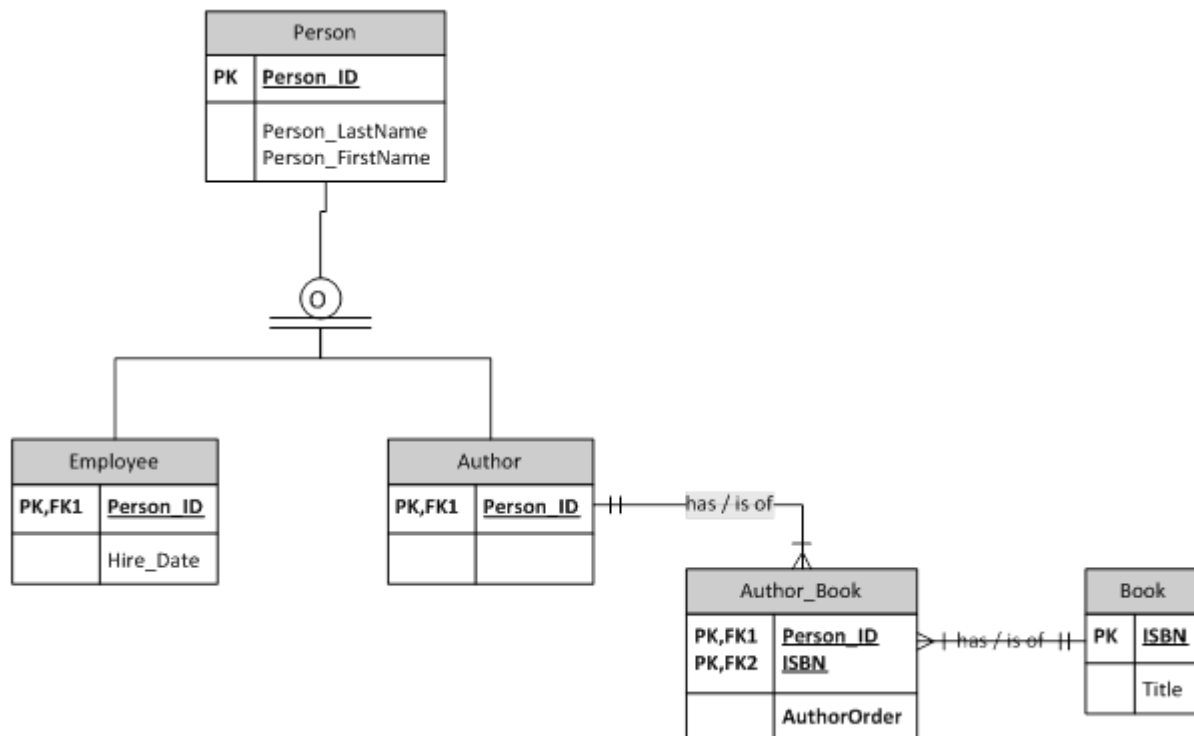 Person
PK Person_ID
Person_LastName
Person_FirstName
O
Employee
PK,FK1 Person_ID
Hire_Date
Author
PK,FK1 Person_ID
has / is of
Author_Book
PK,FK1 Person_ID
PK,FK2 ISBN
AuthorOrder
has / is of
Book
PK ISBN
Title